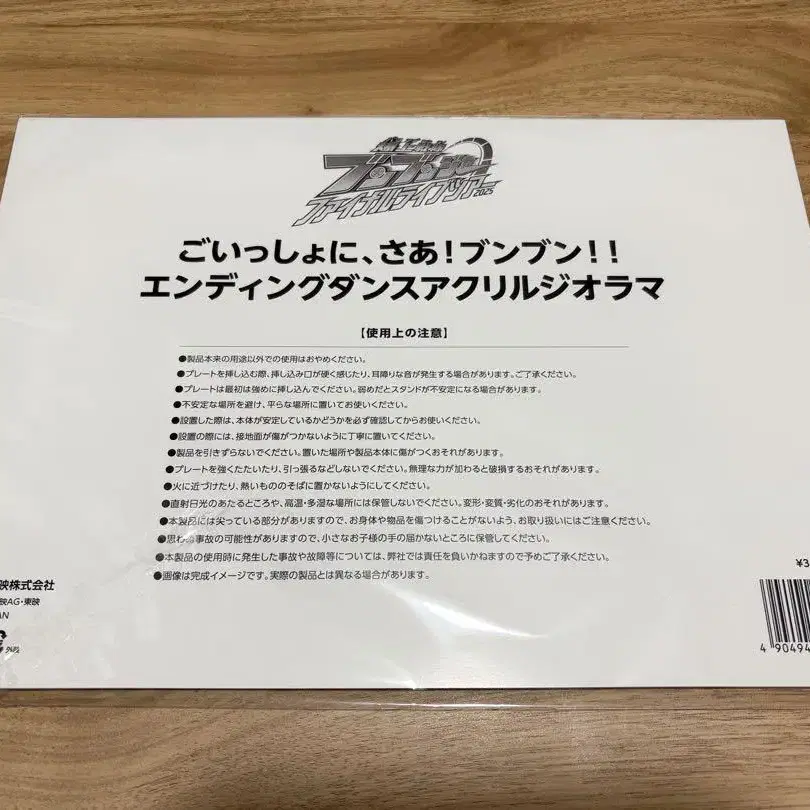 ファイナルライブツアー
2025
ごいっしょに、さあ!ブンブン!!
エンディングダンスアクリルジオラマ
【使用上の注意】
●製品本来の用途以外での使用はおやめください。
●プレートを挿し込む際、挿し込み口が硬く感じたり、耳障りな音が発生する場合があります。ご了承ください。
●プレートは最初は強めに挿し込んでください。弱めだとスタンドが不安定になる場合があります。
●不安定な場所を避け、平らな場所に置いてお使いください。
●設置した際は、本体が安定しているかどうかを必ず確認してからお使いください。
●設置の際には、接地面が傷がつかないように丁寧に置いてください。
●製品を引きずらないでください。置いた場所や製品本体に傷がつくおそれがあります。
●プレートを強くたたいたり、引っ張るなどしないでください。無理な力が加わると破損するおそれがあります。
●火に近づけたり、熱いもののそばに置かないようにしてください。
●直射日光のあたるところや、高温・多湿な場所には保管しないでください。変形・変質・劣化のおそれがあります。
●本製品には尖っている部分がありますので、お身体や物品を傷つけることがないよう、お取り扱いにはご注意ください。
●思わぬ事故の可能性がありますので、小さなお子様の手の届かないところに保管してください。
●本製品の使用時に発生した事故や故障等については、弊社では責任を負いかねますので予めご了承ください。
●画像は完成イメージです。実際の製品とは異なる場合があります。
映株式会社
映AG・東映
AN
¥3
4 90494